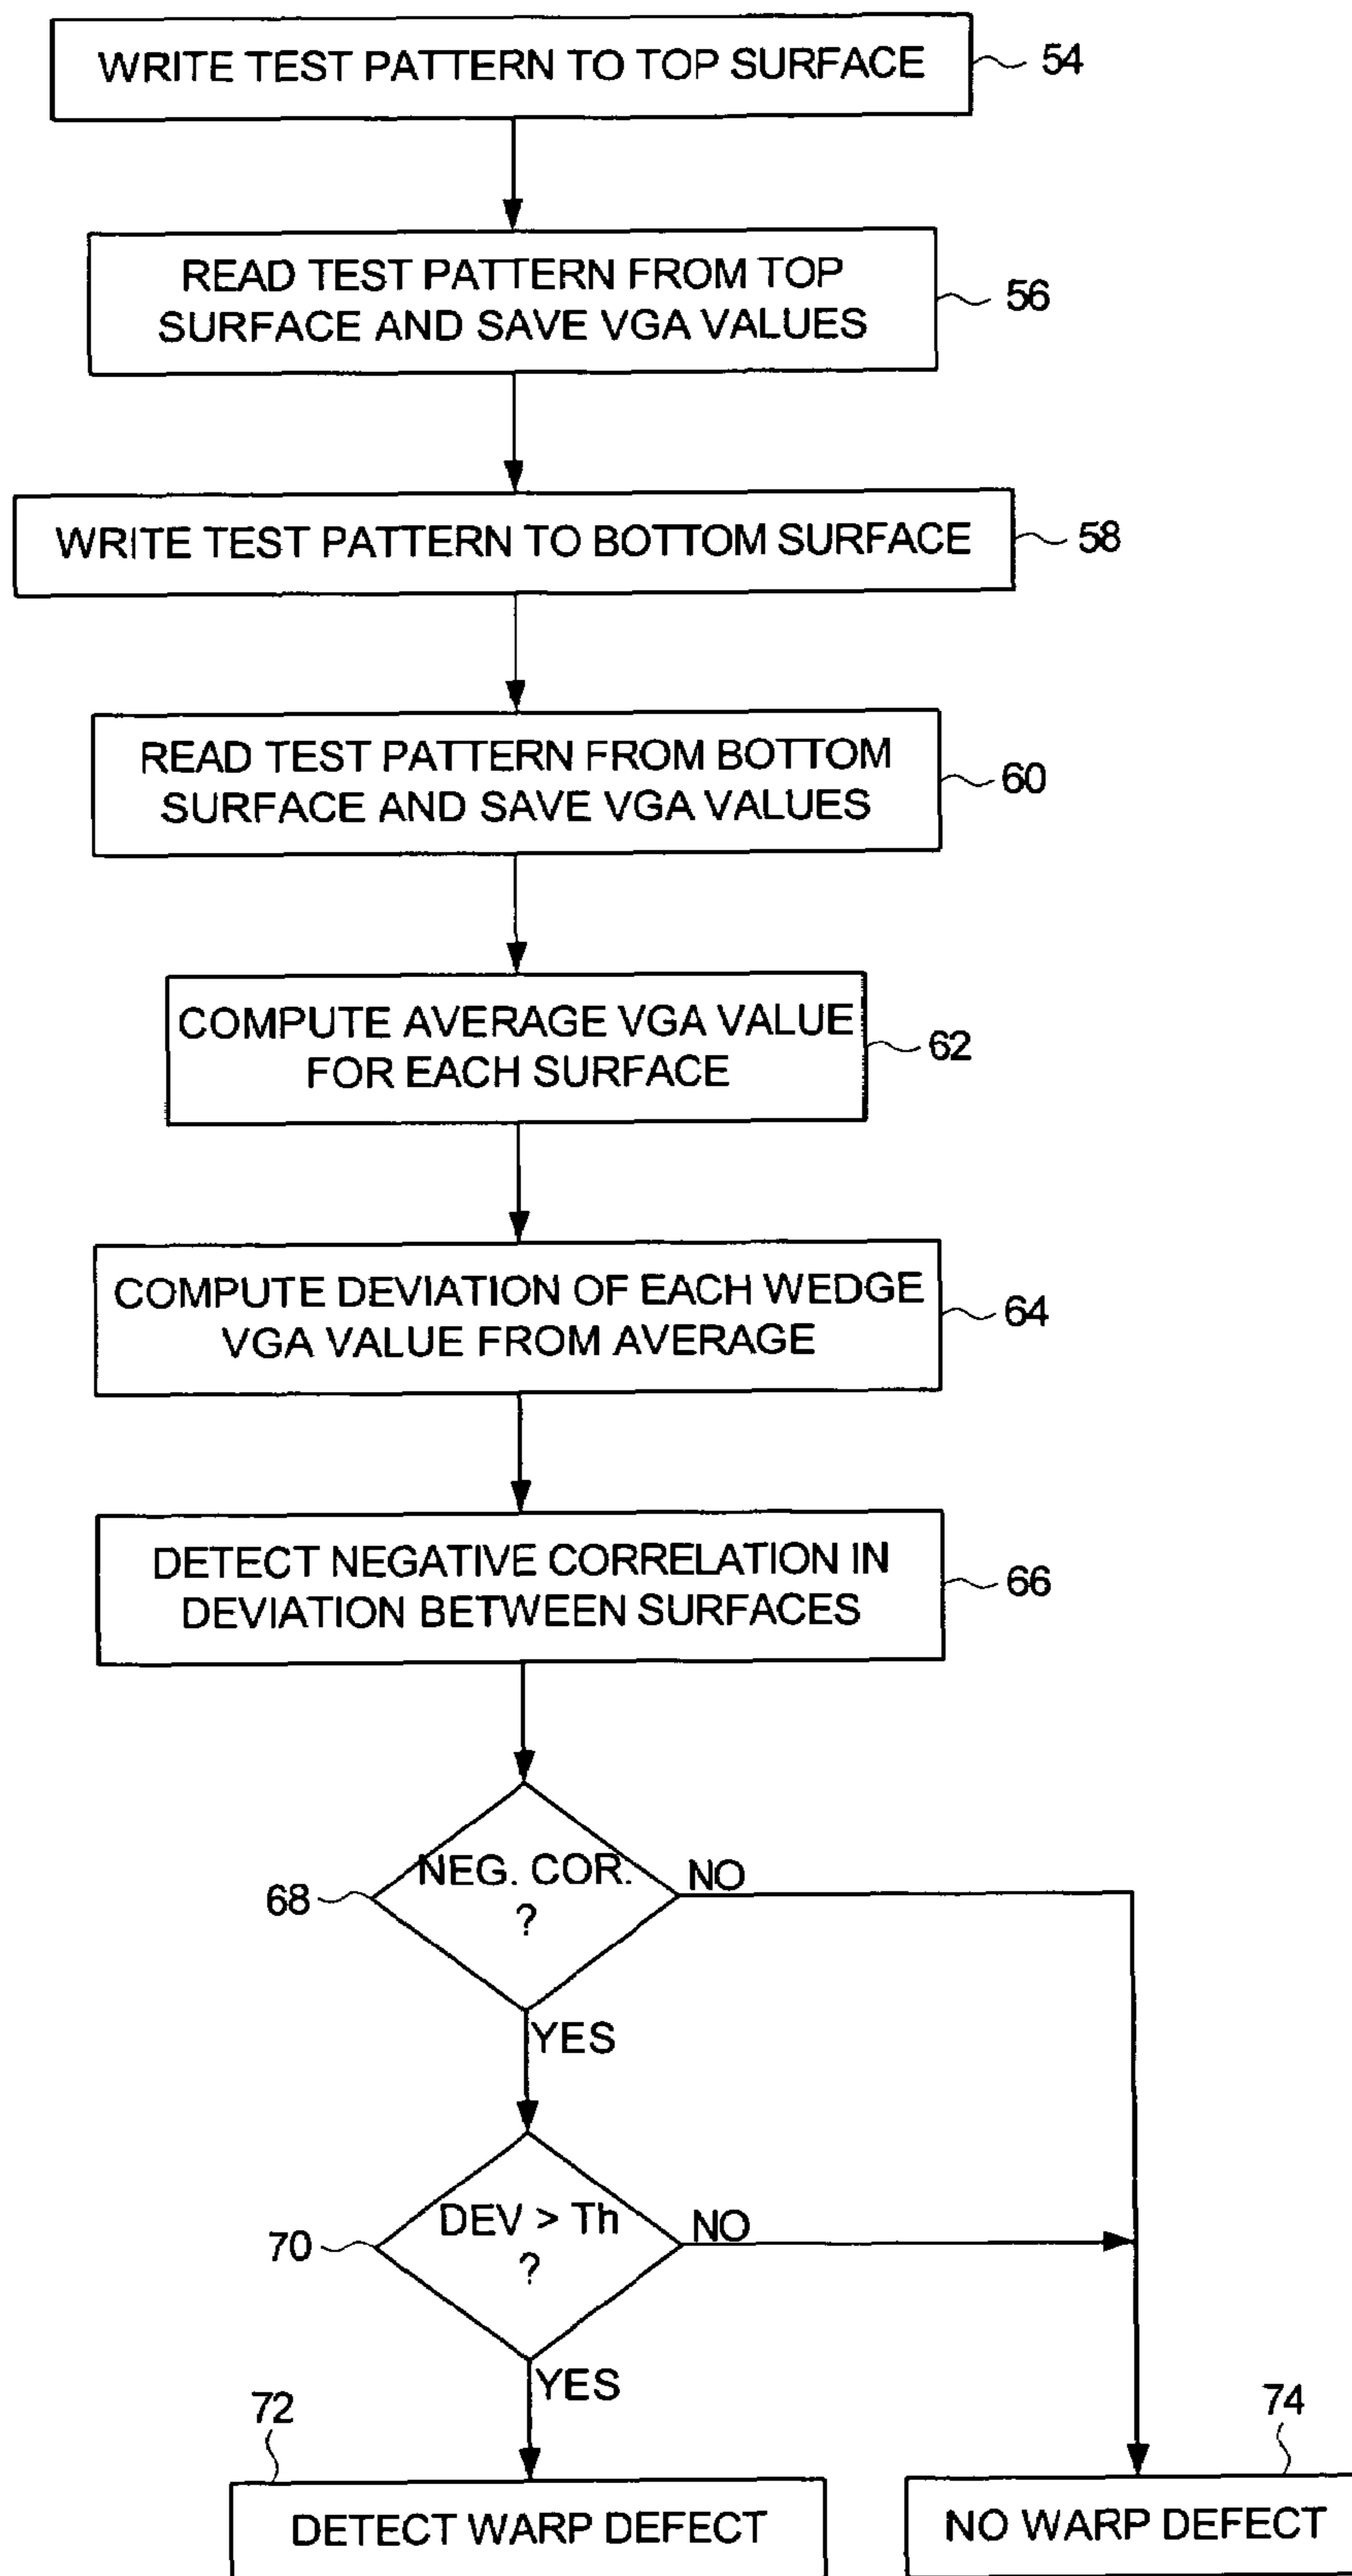 WRITE TEST PATTERN TO TOP SURFACE
54
READ TEST PATTERN FROM TOP
SURFACE AND SAVE VGA VALUES
56
WRITE TEST PATTERN TO BOTTOM SURFACE
58
READ TEST PATTERN FROM BOTTOM
SURFACE AND SAVE VGA VALUES
60
COMPUTE AVERAGE VGA VALUE
FOR EACH SURFACE
62
COMPUTE DEVIATION OF EACH WEDGE
VGA VALUE FROM AVERAGE
64
DETECT NEGATIVE CORRELATION IN
DEVIATION BETWEEN SURFACES
66
NEG. COR.
?
68
NO
YES
DEV > Th
?
70
NO
YES
72
DETECT WARP DEFECT
74
NO WARP DEFECT